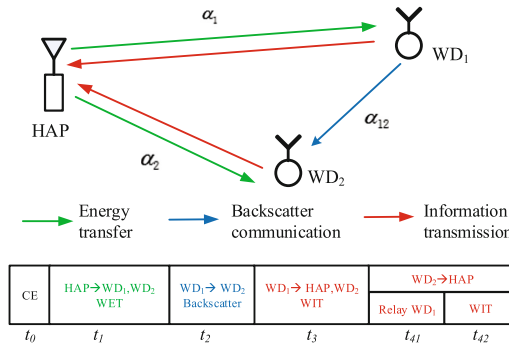 α₁
WD₁
HAP
α₁₂
α₂
WD₂
Energy transfer
Backscatter communication
Information transmission
CE
HAP→WD₁,WD₂
WET
WD₁→ WD₂
Backscatter
WD₁→ HAP,WD₂
WIT
WD₂→HAP
Relay WD₁
WIT
t₀
t₁
t₂
t₃
t₄₁
t₄₂